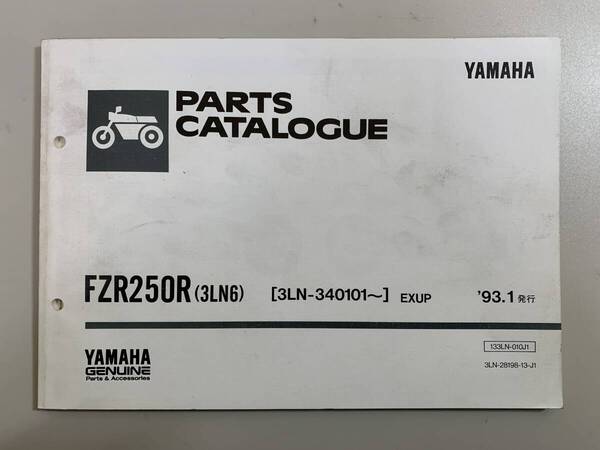 YAMAHA
PARTS
CATALOGUE
FZR250R (3LN6) [3LN-340101〜] EXUP '93.1 発行
YAMAHA
GENUINE
Parts & Accessories
133LN-010J1
3LN-28198-13-J1